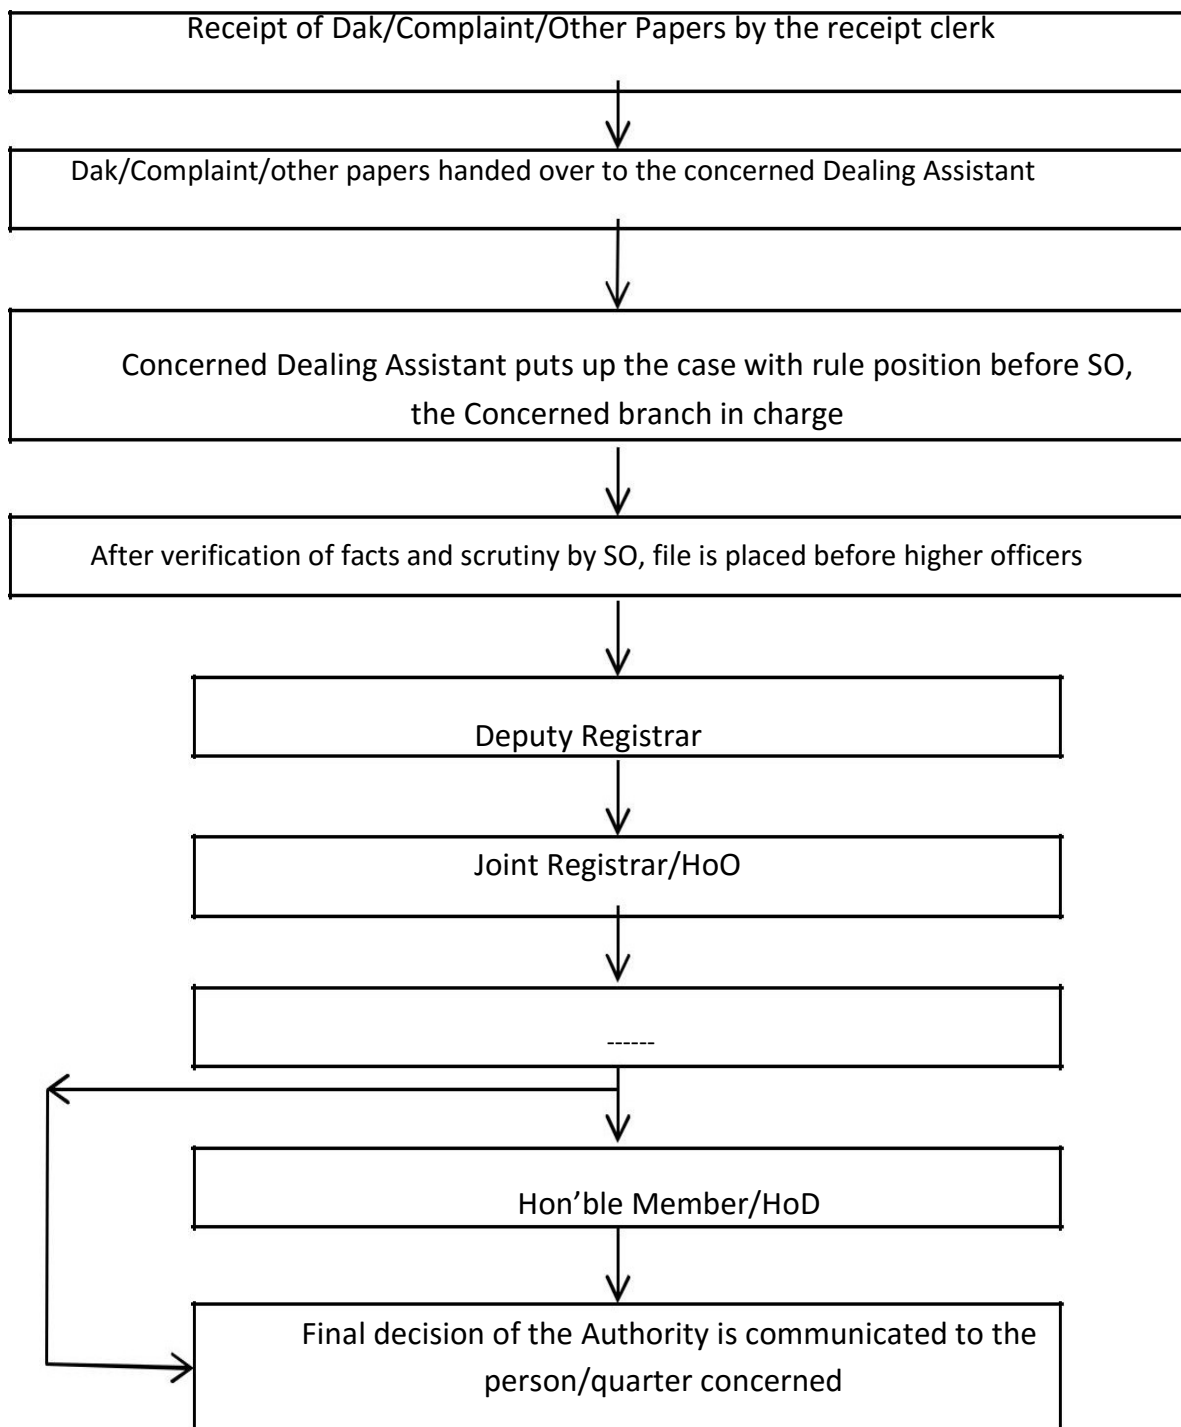 Receipt of Dak/Complaint/Other Papers by the receipt clerk
Dak/Complaint/other papers handed over to the concerned Dealing Assistant
Concerned Dealing Assistant puts up the case with rule position before SO,
the Concerned branch in charge
After verification of facts and scrutiny by SO, file is placed before higher officers
Deputy Registrar
Joint Registrar/HoO
------
Hon’ble Member/HoD
Final decision of the Authority is communicated to the
person/quarter concerned